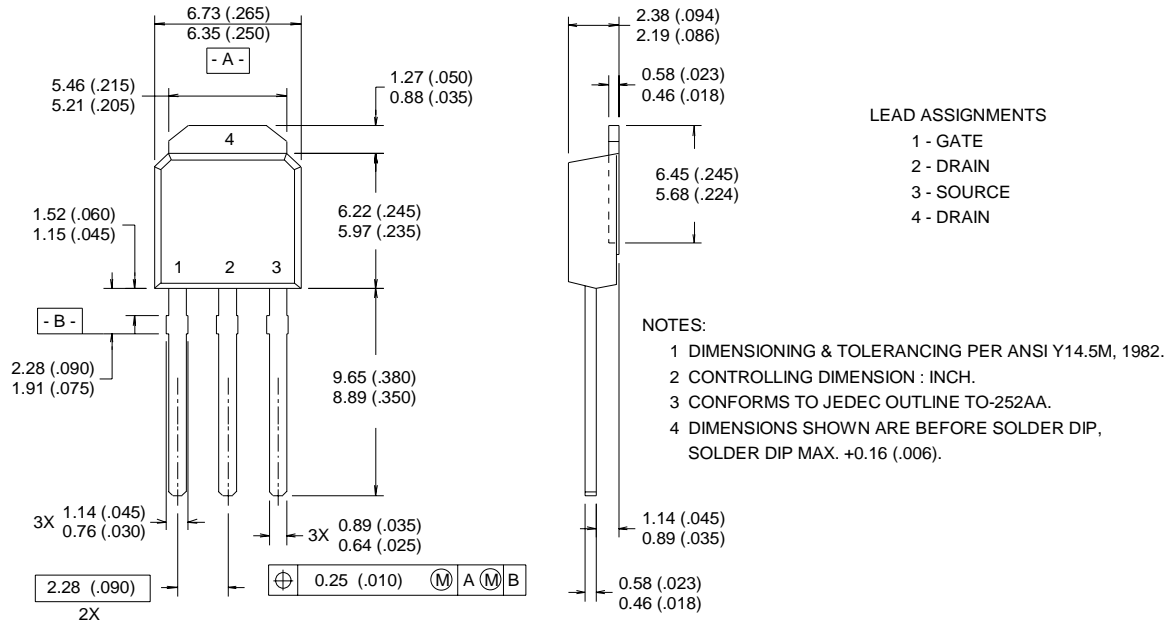 6.73 (.265)
6.35 (.250)
- A -
5.46 (.215)
5.21 (.205)
1.27 (.050)
0.88 (.035)
4
1.52 (.060)
1.15 (.045)
6.22 (.245)
5.97 (.235)
1 2 3
- B -
2.28 (.090)
1.91 (.075)
9.65 (.380)
8.89 (.350)
3X 1.14 (.045)
0.76 (.030)
3X 0.89 (.035)
0.64 (.025)
2.28 (.090)
2X
⌖ 0.25 (.010) Ⓜ A Ⓜ B
2.38 (.094)
2.19 (.086)
0.58 (.023)
0.46 (.018)
6.45 (.245)
5.68 (.224)
1.14 (.045)
0.89 (.035)
0.58 (.023)
0.46 (.018)
LEAD ASSIGNMENTS
1 - GATE
2 - DRAIN
3 - SOURCE
4 - DRAIN
NOTES:
1 DIMENSIONING & TOLERANCING PER ANSI Y14.5M, 1982.
2 CONTROLLING DIMENSION : INCH.
3 CONFORMS TO JEDEC OUTLINE TO-252AA.
4 DIMENSIONS SHOWN ARE BEFORE SOLDER DIP,
SOLDER DIP MAX. +0.16 (.006).